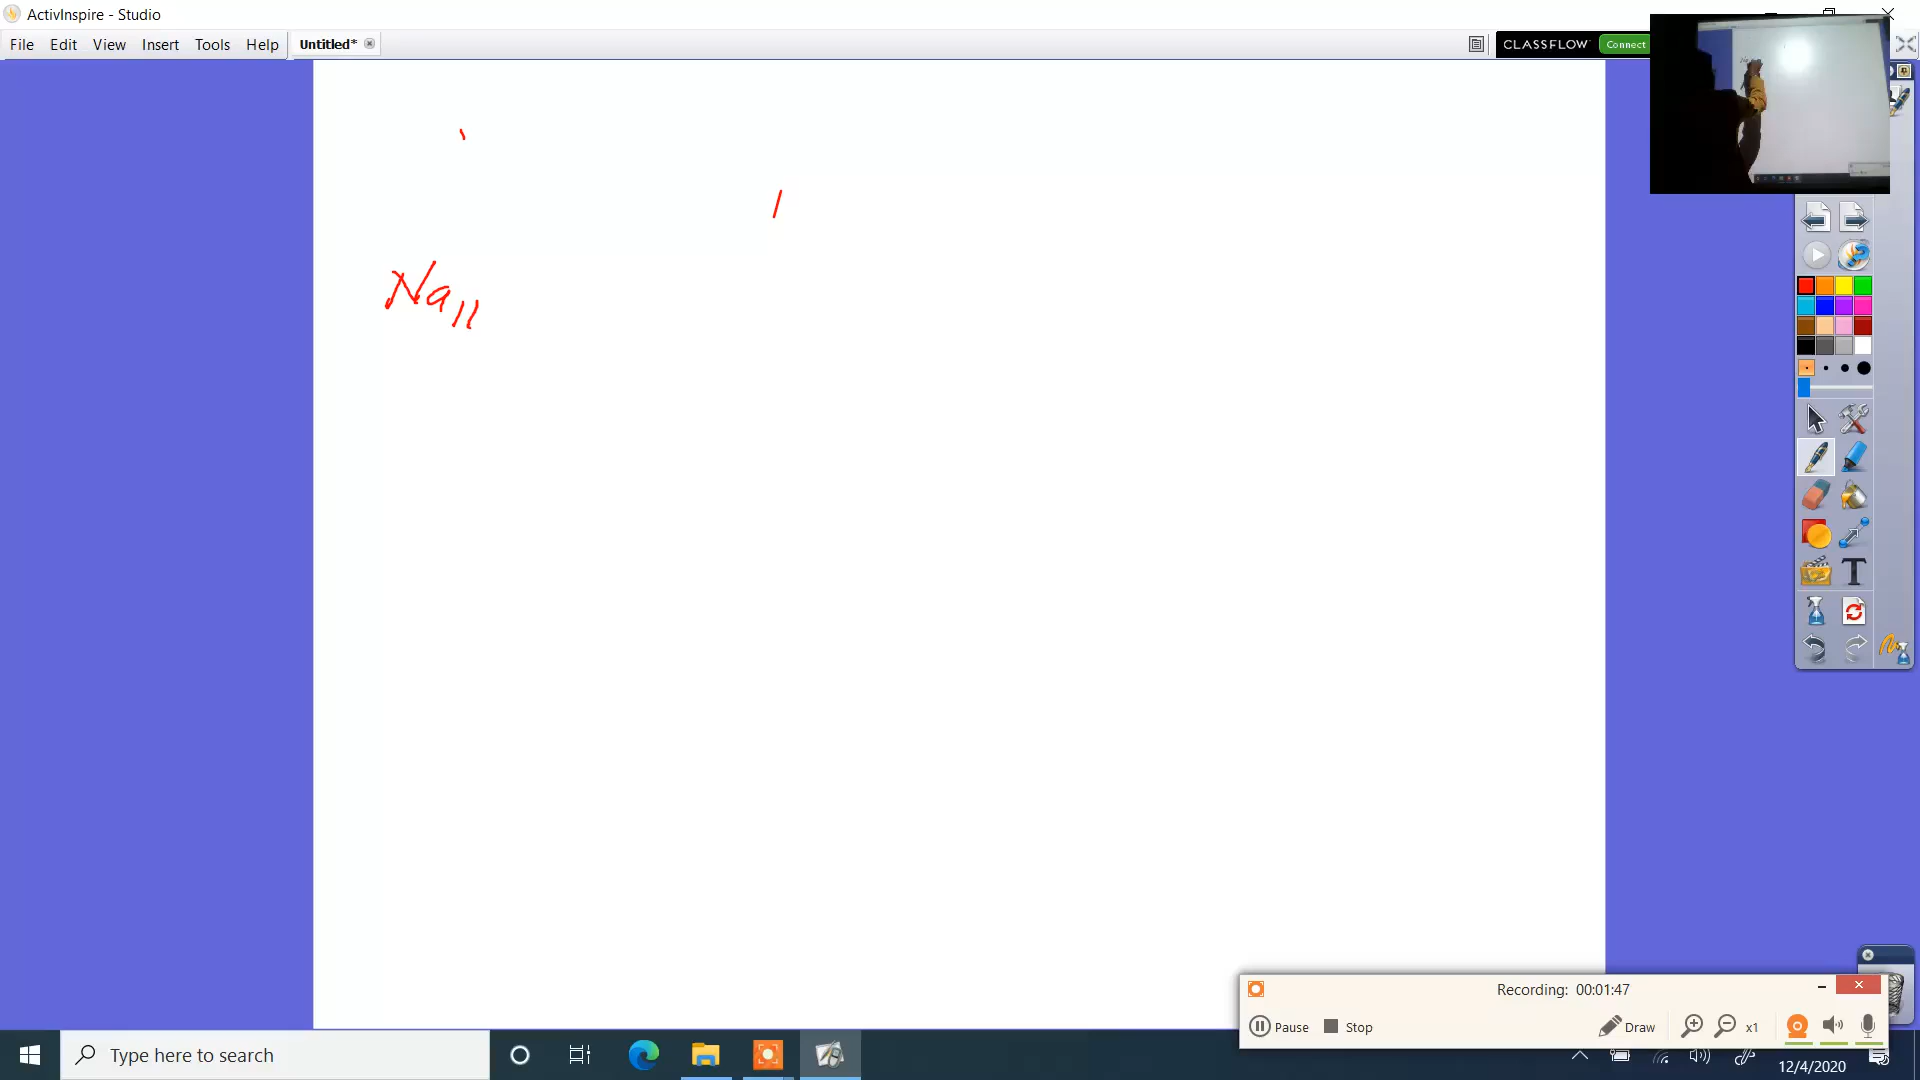 ActivInspire - Studio
File Edit View Insert Tools Help Untitled*
CLASSFLOW Connect
Na11
T
Recording: 00:01:47
Pause Stop Draw x1
Type here to search
12/4/2020